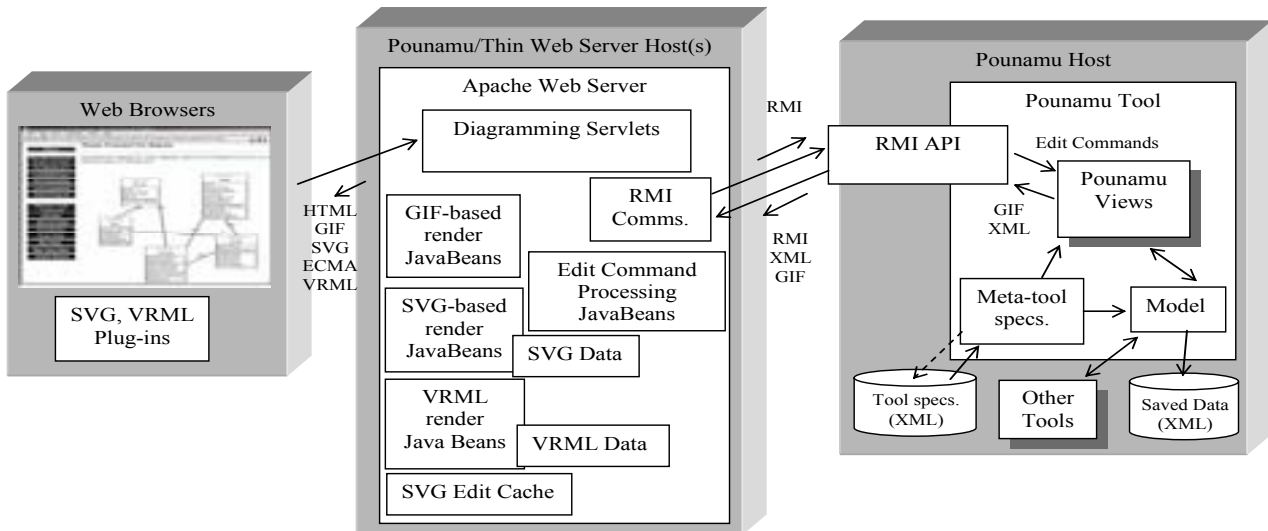 Web Browsers
SVG, VRML
Plug-ins
HTML
GIF
SVG
ECMA
VRML
Pounamu/Thin Web Server Host(s)
Apache Web Server
Diagramming Servlets
RMI
Comms.
GIF-based
render
JavaBeans
Edit Command
Processing
JavaBeans
SVG-based
render
JavaBeans
SVG Data
VRML
render
Java Beans
VRML Data
SVG Edit Cache
RMI
RMI
XML
GIF
Pounamu Host
Pounamu Tool
RMI API
Edit Commands
Pounamu
Views
GIF
XML
Meta-tool
specs.
Model
Tool specs.
(XML)
Other
Tools
Saved Data
(XML)